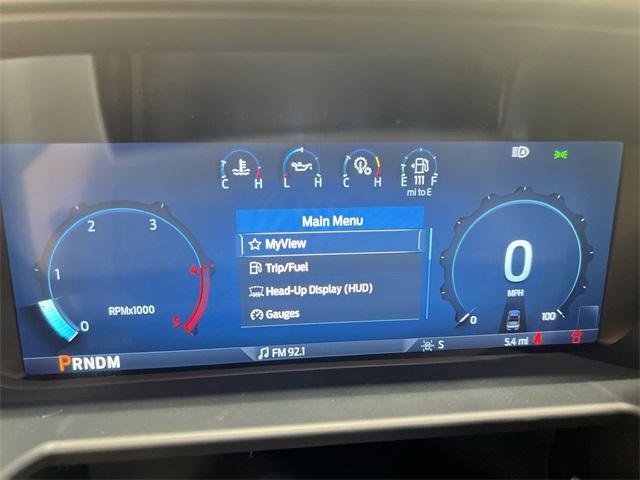 C H
L H
C H
E 111 F
mi to E
A
Main Menu
MyView
Trip/Fuel
Head-Up Display (HUD)
Gauges
0 1 2 3 4 5
RPMx1000
0
MPH
0 100
PRNDM
FM 92.1
S
5.4 mi